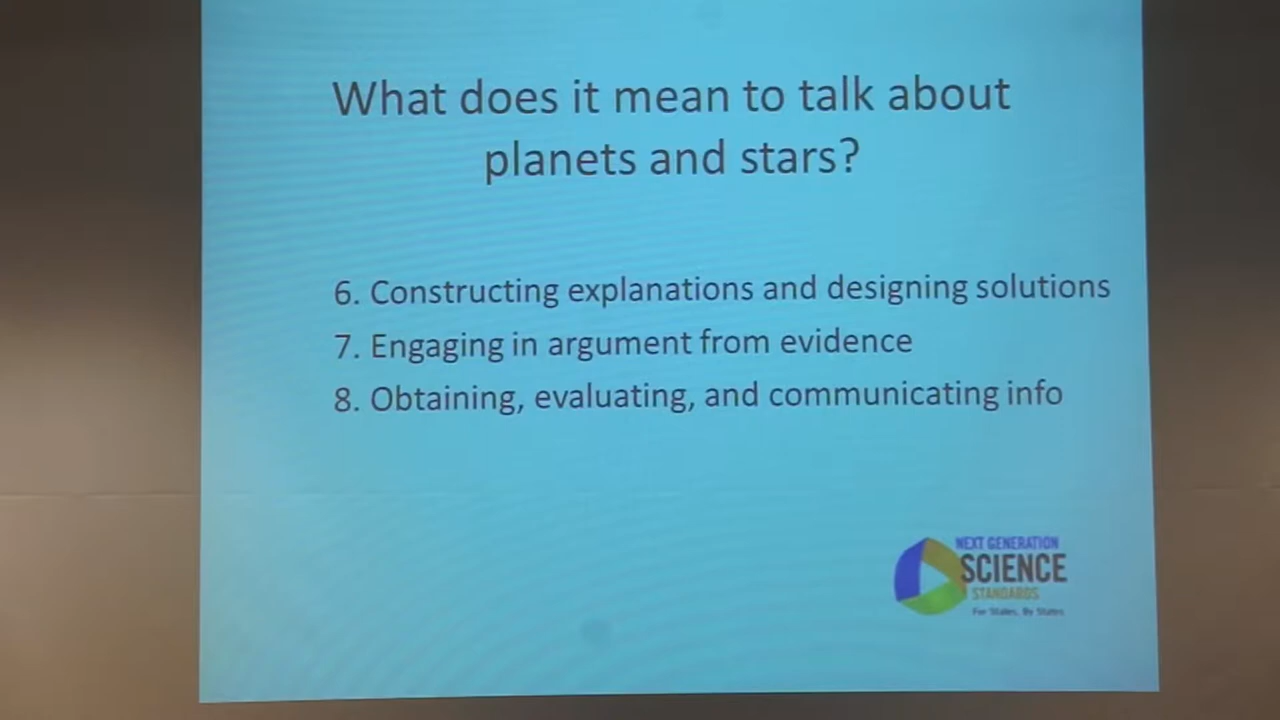 What does it mean to talk about
planets and stars?
6. Constructing explanations and designing solutions
7. Engaging in argument from evidence
8. Obtaining, evaluating, and communicating info
NEXT GENERATION
SCIENCE
STANDARDS
For States, By States